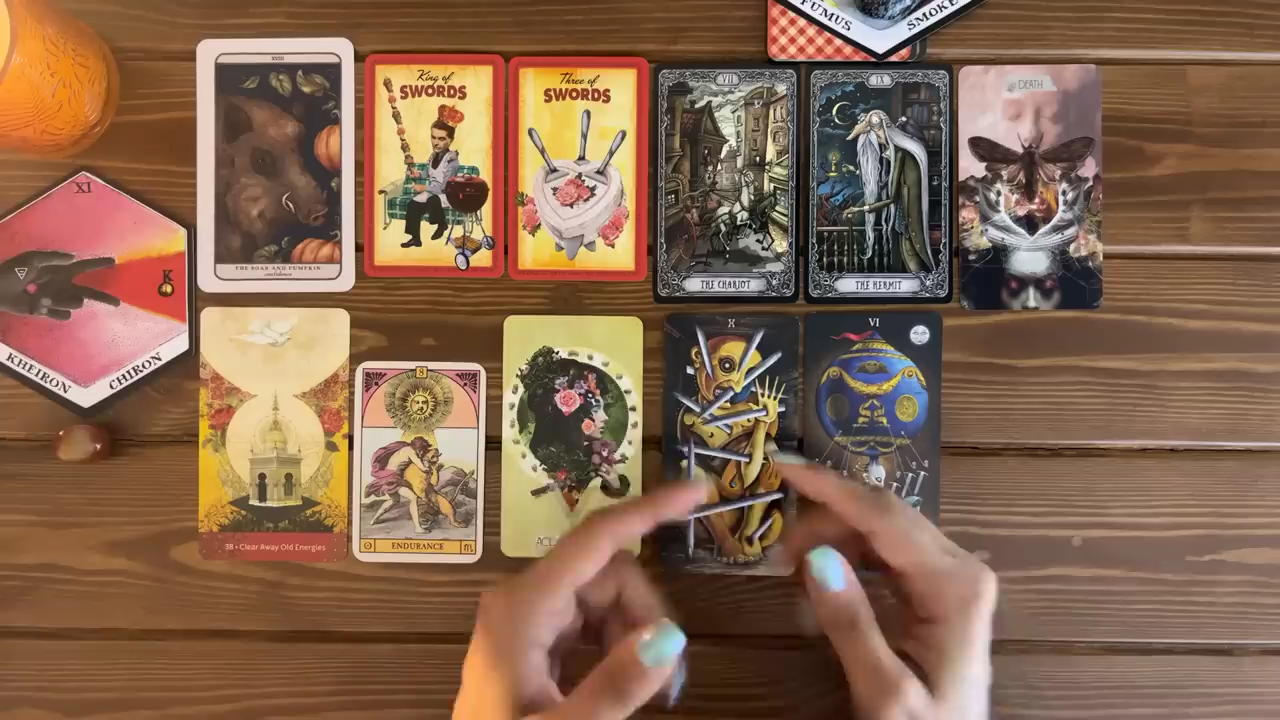 FUMUS
SMOKE
XVIII
THE BOAR AND PUMPKIN
confidence
King of
SWORDS
Three of
SWORDS
VII
THE CHARIOT
IX
THE HERMIT
DEATH
XI
K
KHEIRON
CHIRON
38 • Clear Away Old Energies
8
ENDURANCE
X
VI